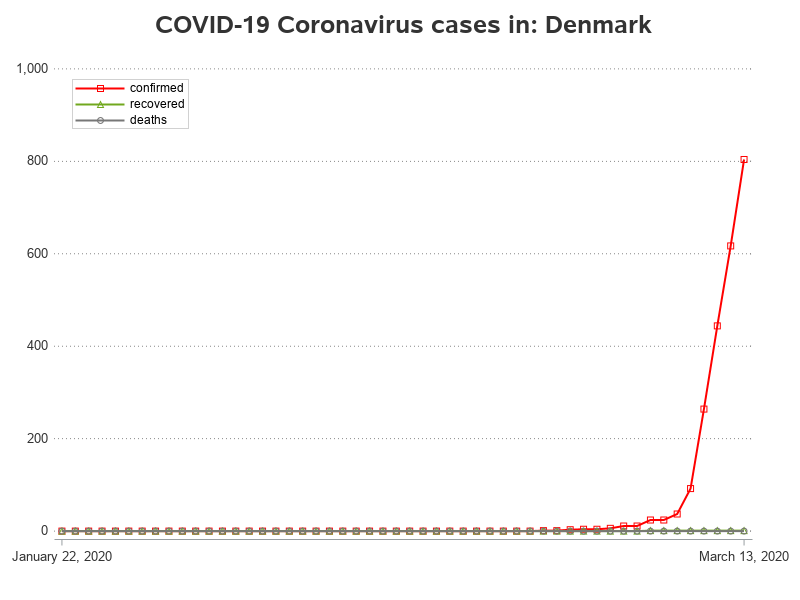 COVID-19 Coronavirus cases in: Denmark
1,000
confirmed
recovered
deaths
800
600
400
200
0
January 22, 2020
March 13, 2020